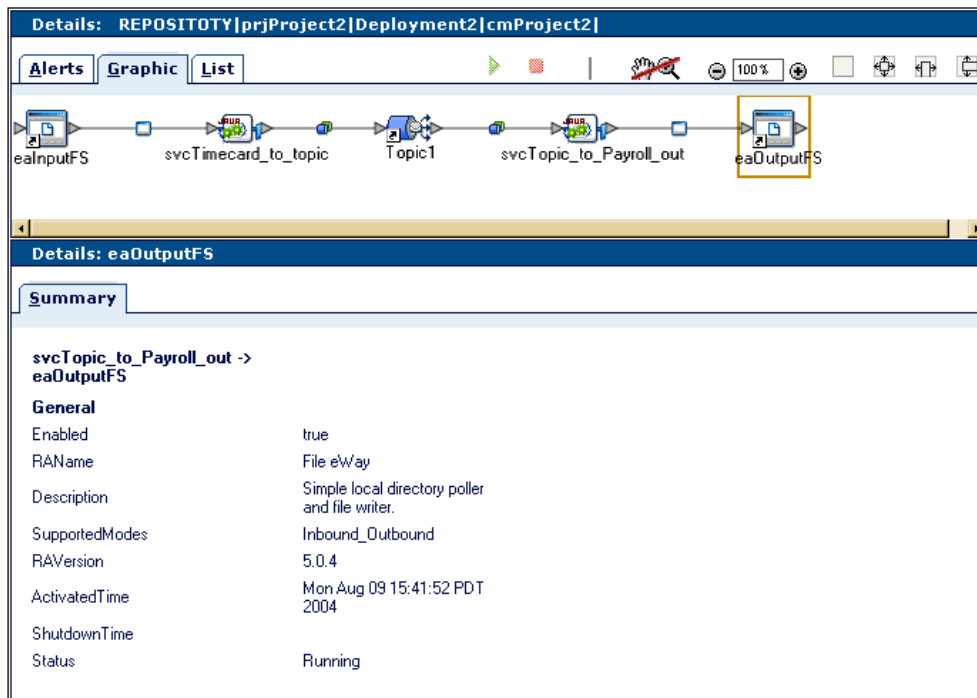 Details: REPOSITOTY|prjProject2|Deployment2|cmProject2|
Alerts Graphic List 100%
eaInputFS svcTimecard_to_topic Topic1 svcTopic_to_Payroll_out eaOutputFS
Details: eaOutputFS
Summary
svcTopic_to_Payroll_out ->
eaOutputFS
General
Enabled true
RAName File eWay
Description Simple local directory poller
and file writer.
SupportedModes Inbound_Outbound
RAVersion 5.0.4
ActivatedTime Mon Aug 09 15:41:52 PDT
2004
ShutdownTime
Status Running